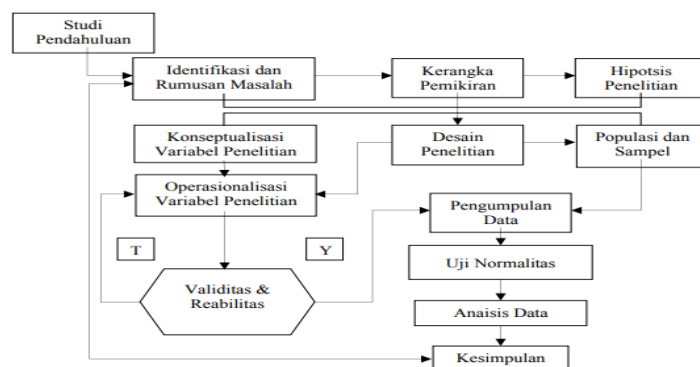 Studi
Pendahuluan
Identifikasi dan
Rumusan Masalah
Kerangka
Pemikiran
Hipotsis
Penelitian
Konseptualisasi
Variabel Penelitian
Desain
Penelitian
Populasi dan
Sampel
Operasionalisasi
Variabel Penelitian
Pengumpulan
Data
T
Y
Uji Normalitas
Validitas &
Reabilitas
Anaisis Data
Kesimpulan